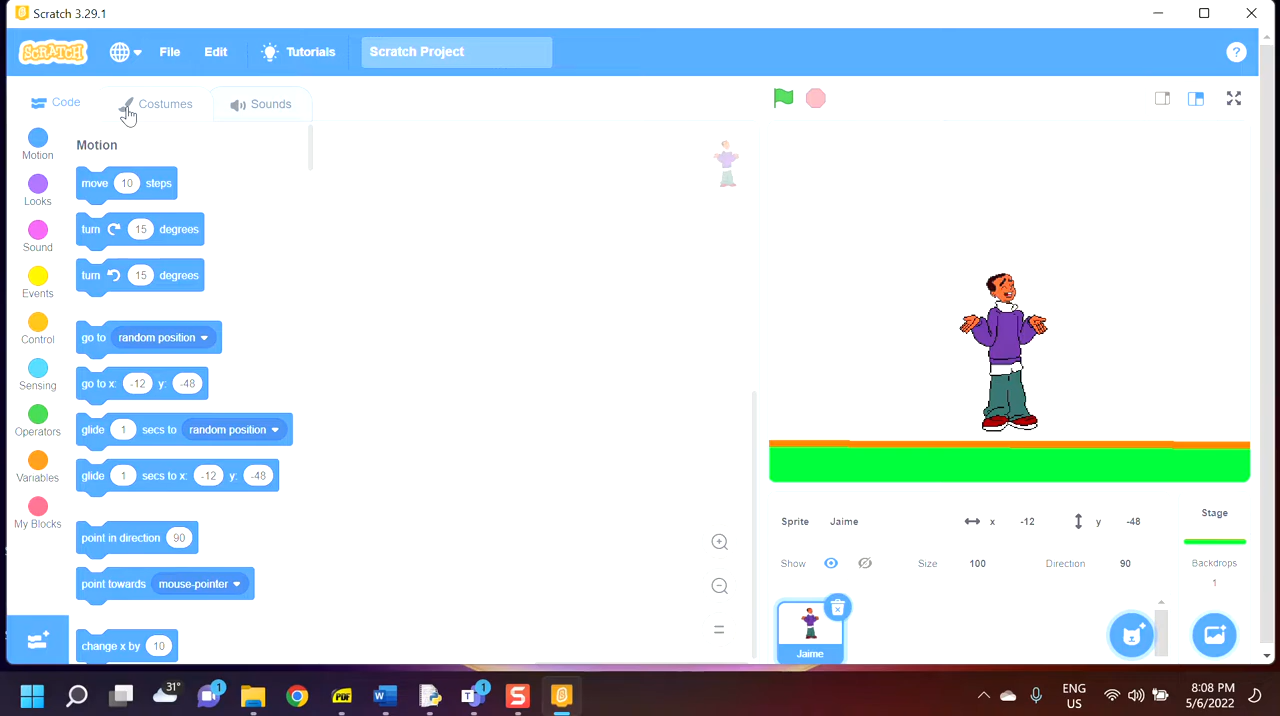 Scratch 3.29.1
SCRATCH File Edit Tutorials Scratch Project ?
Code Costumes Sounds
Motion
Looks
Sound
Events
Control
Sensing
Operators
Variables
My Blocks
Motion
move 10 steps
turn 15 degrees
turn 15 degrees
go to random position
go to x: -12 y: -48
glide 1 secs to random position
glide 1 secs to x: -12 y: -48
point in direction 90
point towards mouse-pointer
change x by 10
Sprite Jaime x -12 y -48
Show Size 100 Direction 90
Jaime
Stage
Backdrops
1
31° 1 PDF W T 1 S
ENG
US
8:08 PM
5/6/2022